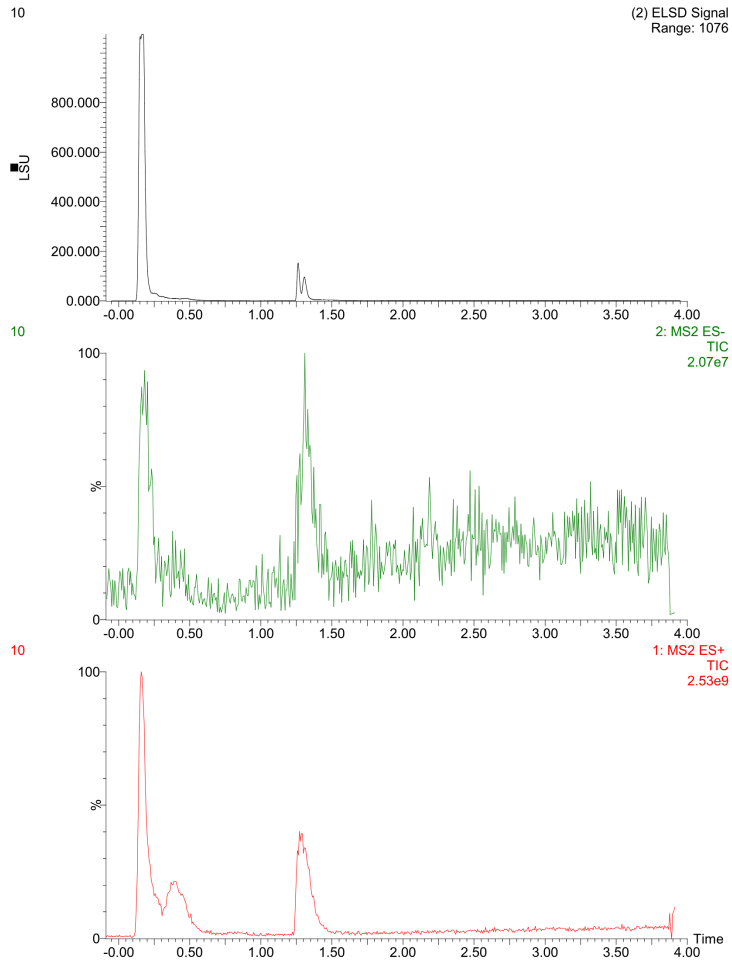 10
(2) ELSD Signal
Range: 1076
LSU
800.000
600.000
400.000
200.000
0.000
-0.00 0.50 1.00 1.50 2.00 2.50 3.00 3.50 4.00
10
2: MS2 ES-
TIC
2.07e7
100
%
0
-0.00 0.50 1.00 1.50 2.00 2.50 3.00 3.50 4.00
10
1: MS2 ES+
TIC
2.53e9
100
%
0
Time
-0.00 0.50 1.00 1.50 2.00 2.50 3.00 3.50 4.00